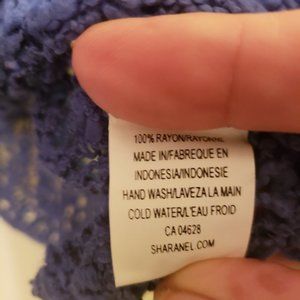 100% RAYON/RAYONNE
MADE IN/FABREQUE EN
INDONESIA/INDONESIE
HAND WASH/LAVEZA LA MAIN
COLD WATER/L'EAU FROID
CA 04628
SHARANEL.COM